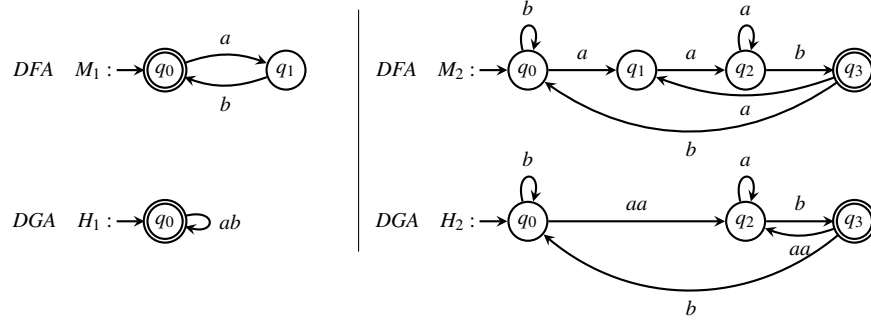 b a
a a a b
DFA M₁ : q₀ q₁ DFA M₂ : q₀ q₁ q₂ q₃
b a
b
b a
aa b
DGA H₁ : q₀ ab DGA H₂ : q₀ q₂ q₃
aa
b